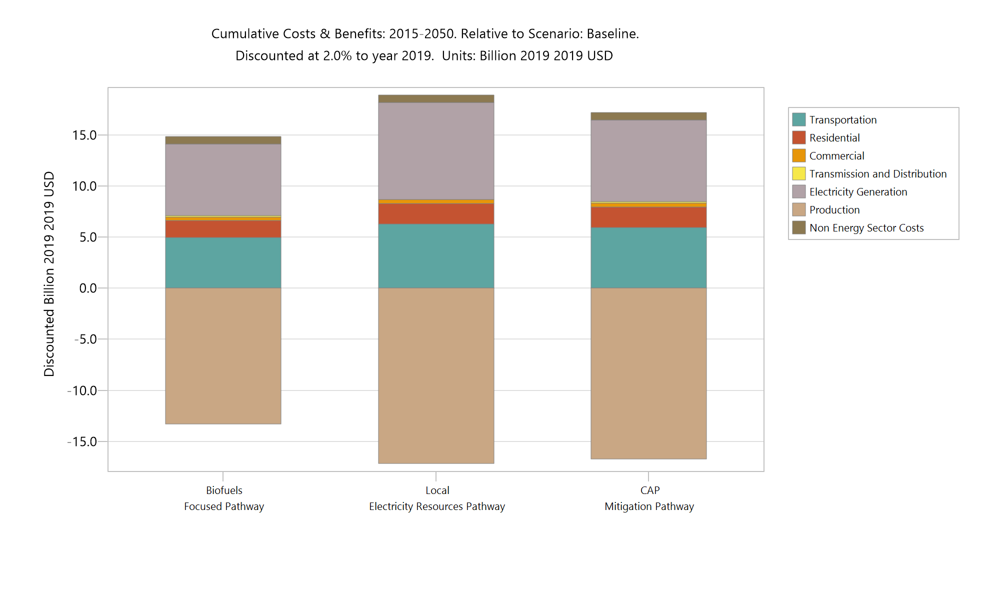 Cumulative Costs & Benefits: 2015-2050. Relative to Scenario: Baseline.
Discounted at 2.0% to year 2019.  Units: Billion 2019 2019 USD
Discounted Billion 2019 2019 USD
15.0
10.0
5.0
0.0
-5.0
-10.0
-15.0
Biofuels
Focused Pathway
Local
Electricity Resources Pathway
CAP
Mitigation Pathway
Transportation
Residential
Commercial
Transmission and Distribution
Electricity Generation
Production
Non Energy Sector Costs